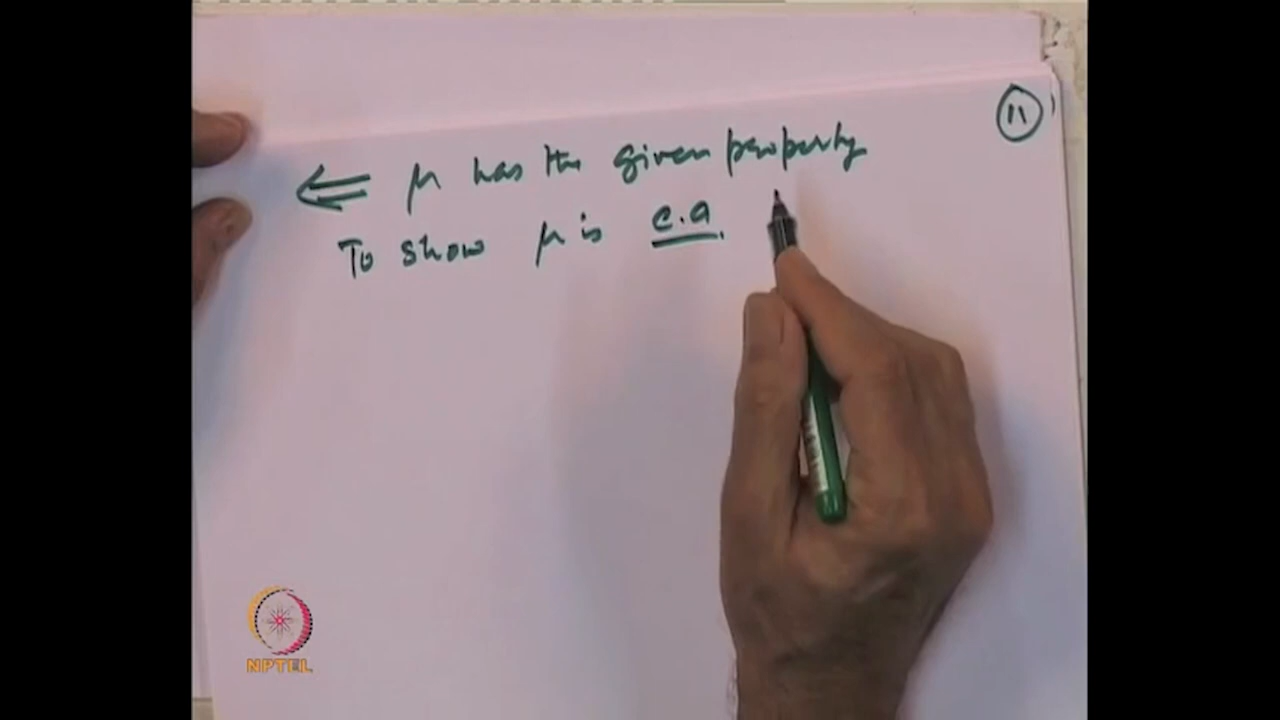 11
⇐ μ has the given property
To show μ is c.a.
NPTEL